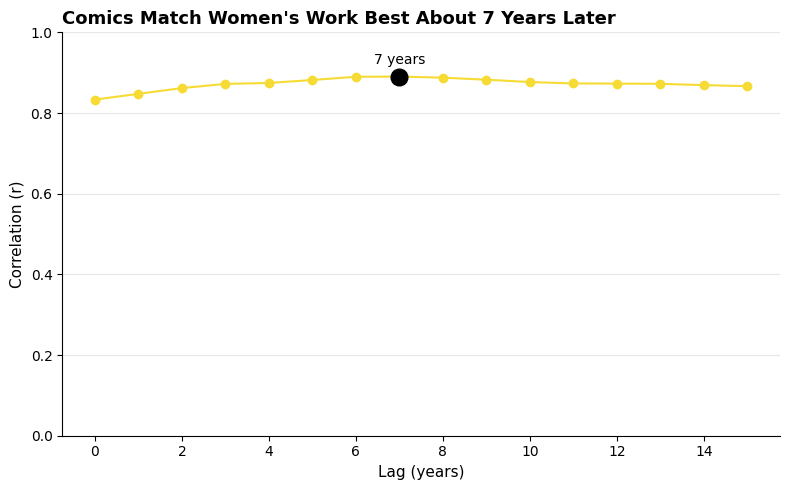 Comics Match Women's Work Best About 7 Years Later
1.0
7 years
0.8
0.6
0.4
0.2
0.0
Correlation (r)
0 2 4 6 8 10 12 14
Lag (years)